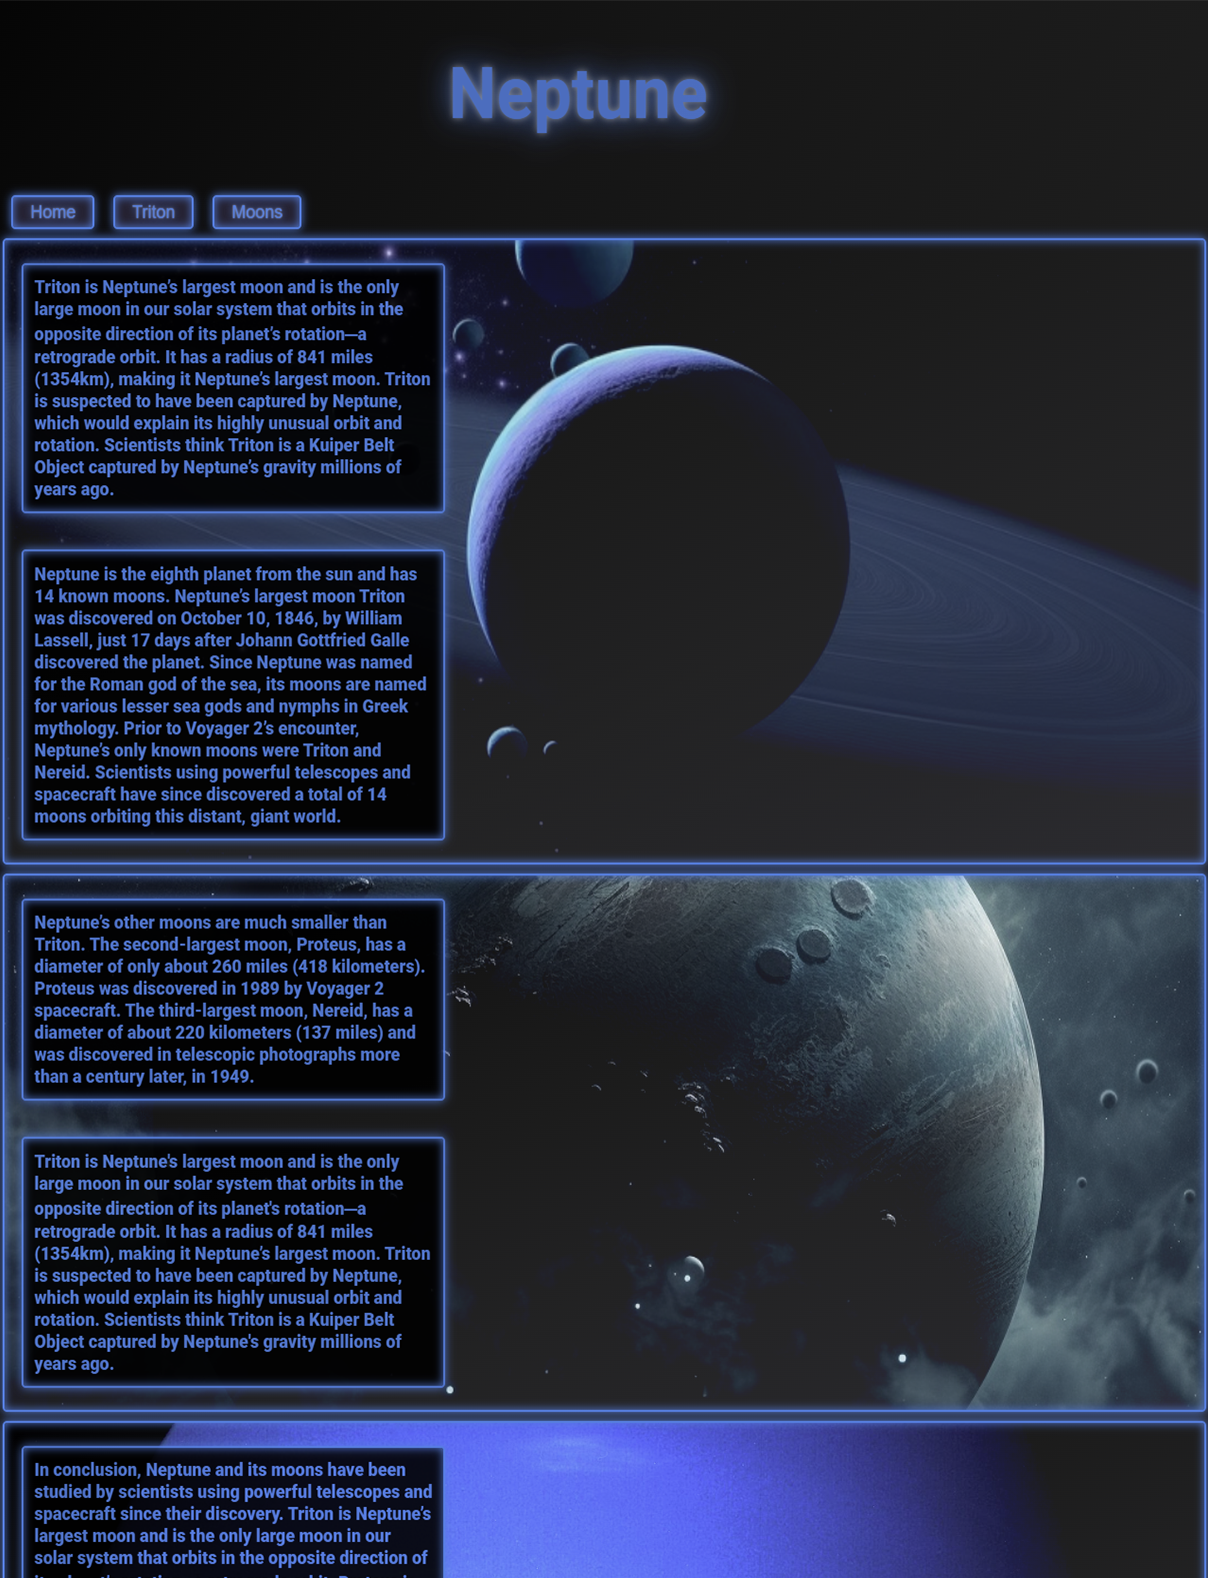 Neptune
Home
Triton
Moons
Triton is Neptune’s largest moon and is the only
large moon in our solar system that orbits in the
opposite direction of its planet’s rotation—a
retrograde orbit. It has a radius of 841 miles
(1354km), making it Neptune’s largest moon. Triton
is suspected to have been captured by Neptune,
which would explain its highly unusual orbit and
rotation. Scientists think Triton is a Kuiper Belt
Object captured by Neptune’s gravity millions of
years ago.
Neptune is the eighth planet from the sun and has
14 known moons. Neptune’s largest moon Triton
was discovered on October 10, 1846, by William
Lassell, just 17 days after Johann Gottfried Galle
discovered the planet. Since Neptune was named
for the Roman god of the sea, its moons are named
for various lesser sea gods and nymphs in Greek
mythology. Prior to Voyager 2’s encounter,
Neptune’s only known moons were Triton and
Nereid. Scientists using powerful telescopes and
spacecraft have since discovered a total of 14
moons orbiting this distant, giant world.
Neptune’s other moons are much smaller than
Triton. The second-largest moon, Proteus, has a
diameter of only about 260 miles (418 kilometers).
Proteus was discovered in 1989 by Voyager 2
spacecraft. The third-largest moon, Nereid, has a
diameter of about 220 kilometers (137 miles) and
was discovered in telescopic photographs more
than a century later, in 1949.
Triton is Neptune's largest moon and is the only
large moon in our solar system that orbits in the
opposite direction of its planet's rotation—a
retrograde orbit. It has a radius of 841 miles
(1354km), making it Neptune’s largest moon. Triton
is suspected to have been captured by Neptune,
which would explain its highly unusual orbit and
rotation. Scientists think Triton is a Kuiper Belt
Object captured by Neptune's gravity millions of
years ago.
In conclusion, Neptune and its moons have been
studied by scientists using powerful telescopes and
spacecraft since their discovery. Triton is Neptune’s
largest moon and is the only large moon in our
solar system that orbits in the opposite direction of